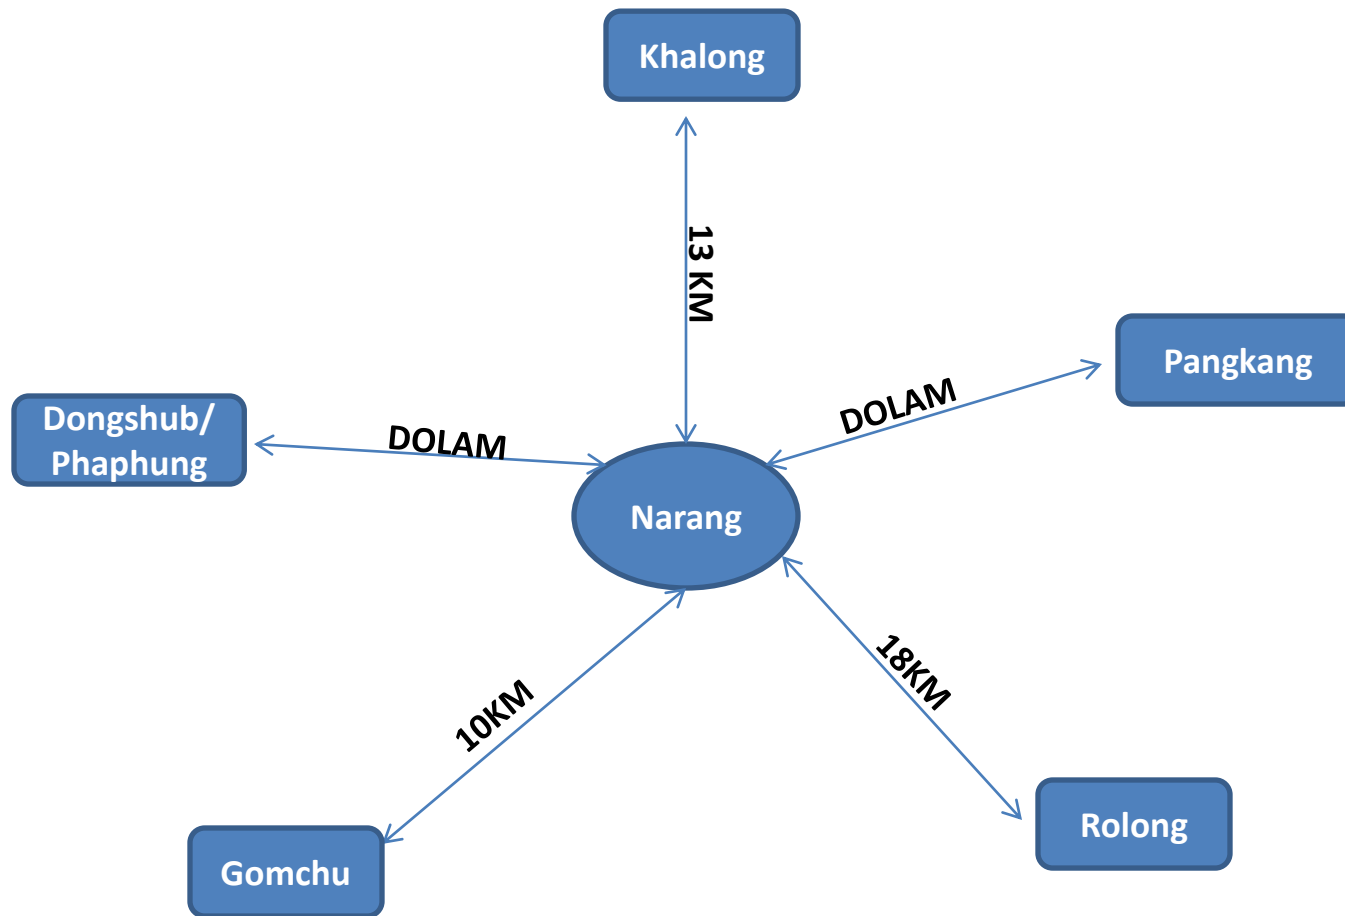 Khalong
13 KM
Pangkang
DOLAM
Dongshub/
Phaphung
DOLAM
Narang
18KM
10KM
Rolong
Gomchu